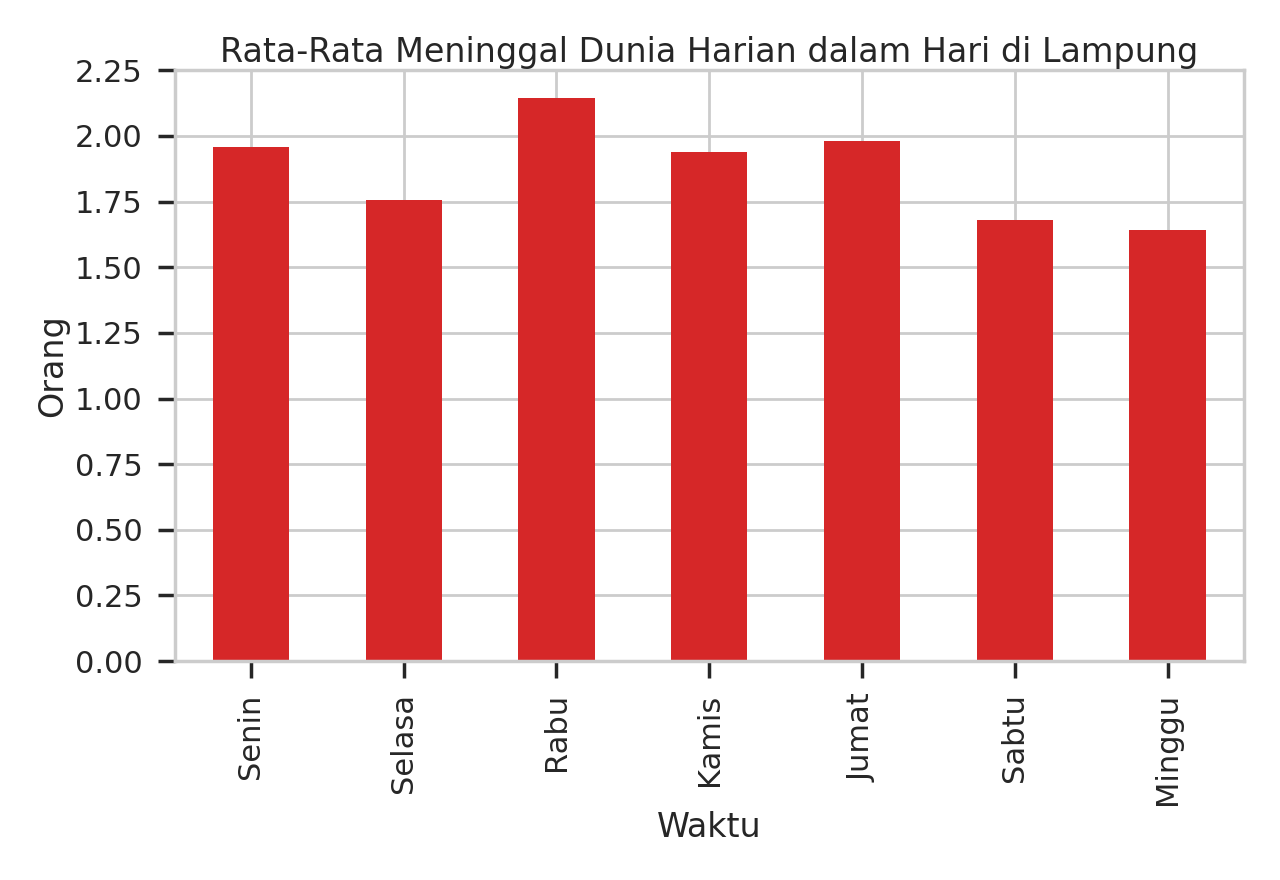 Rata-Rata Meninggal Dunia Harian dalam Hari di Lampung
2.25
2.00
1.75
1.50
1.25
1.00
0.75
0.50
0.25
0.00
Orang
Senin
Selasa
Rabu
Kamis
Jumat
Sabtu
Minggu
Waktu